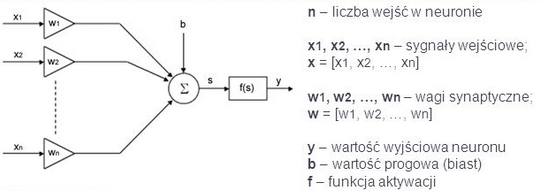 x1
w1
x2
w2
xn
wn
b
Σ
s
f(s)
y
n – liczba wejść w neuronie
x1, x2, ..., xn – sygnały wejściowe;
x = [x1, x2, ..., xn]
w1, w2, ..., wn – wagi synaptyczne;
w = [w1, w2, ..., wn]
y – wartość wyjściowa neuronu
b – wartość progowa (biast)
f – funkcja aktywacji